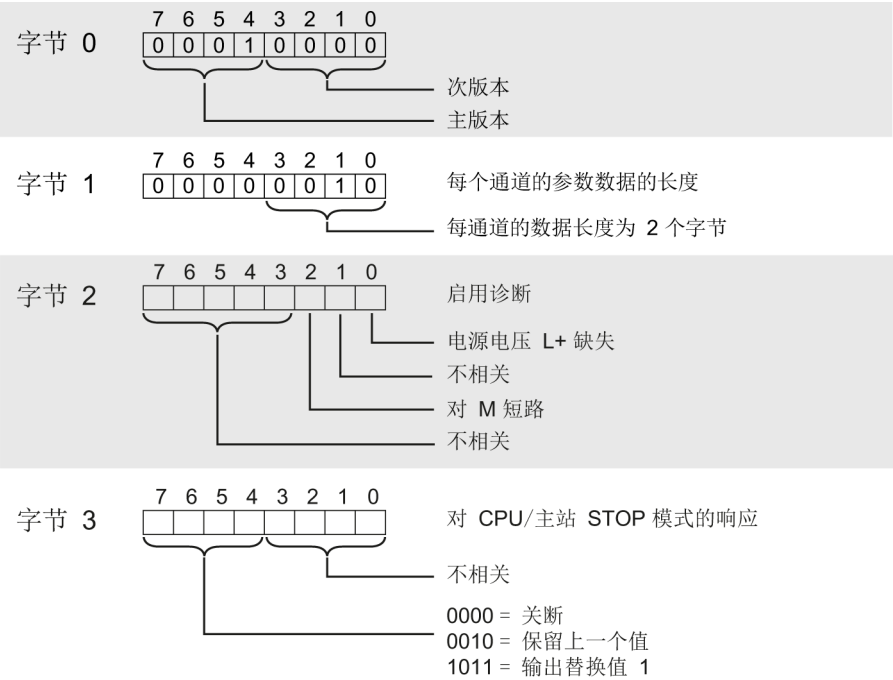 7 6 5 4 3 2 1 0
字节 0 0 0 0 1 0 0 0 0
次版本
主版本
7 6 5 4 3 2 1 0
字节 1 0 0 0 0 0 0 1 0 每个通道的参数数据的长度
每通道的数据长度为 2 个字节
7 6 5 4 3 2 1 0
字节 2 启用诊断
电源电压 L+ 缺失
不相关
对 M 短路
不相关
7 6 5 4 3 2 1 0
字节 3 对 CPU/主站 STOP 模式的响应
不相关
0000 = 关断
0010 = 保留上一个值
1011 = 输出替换值 1